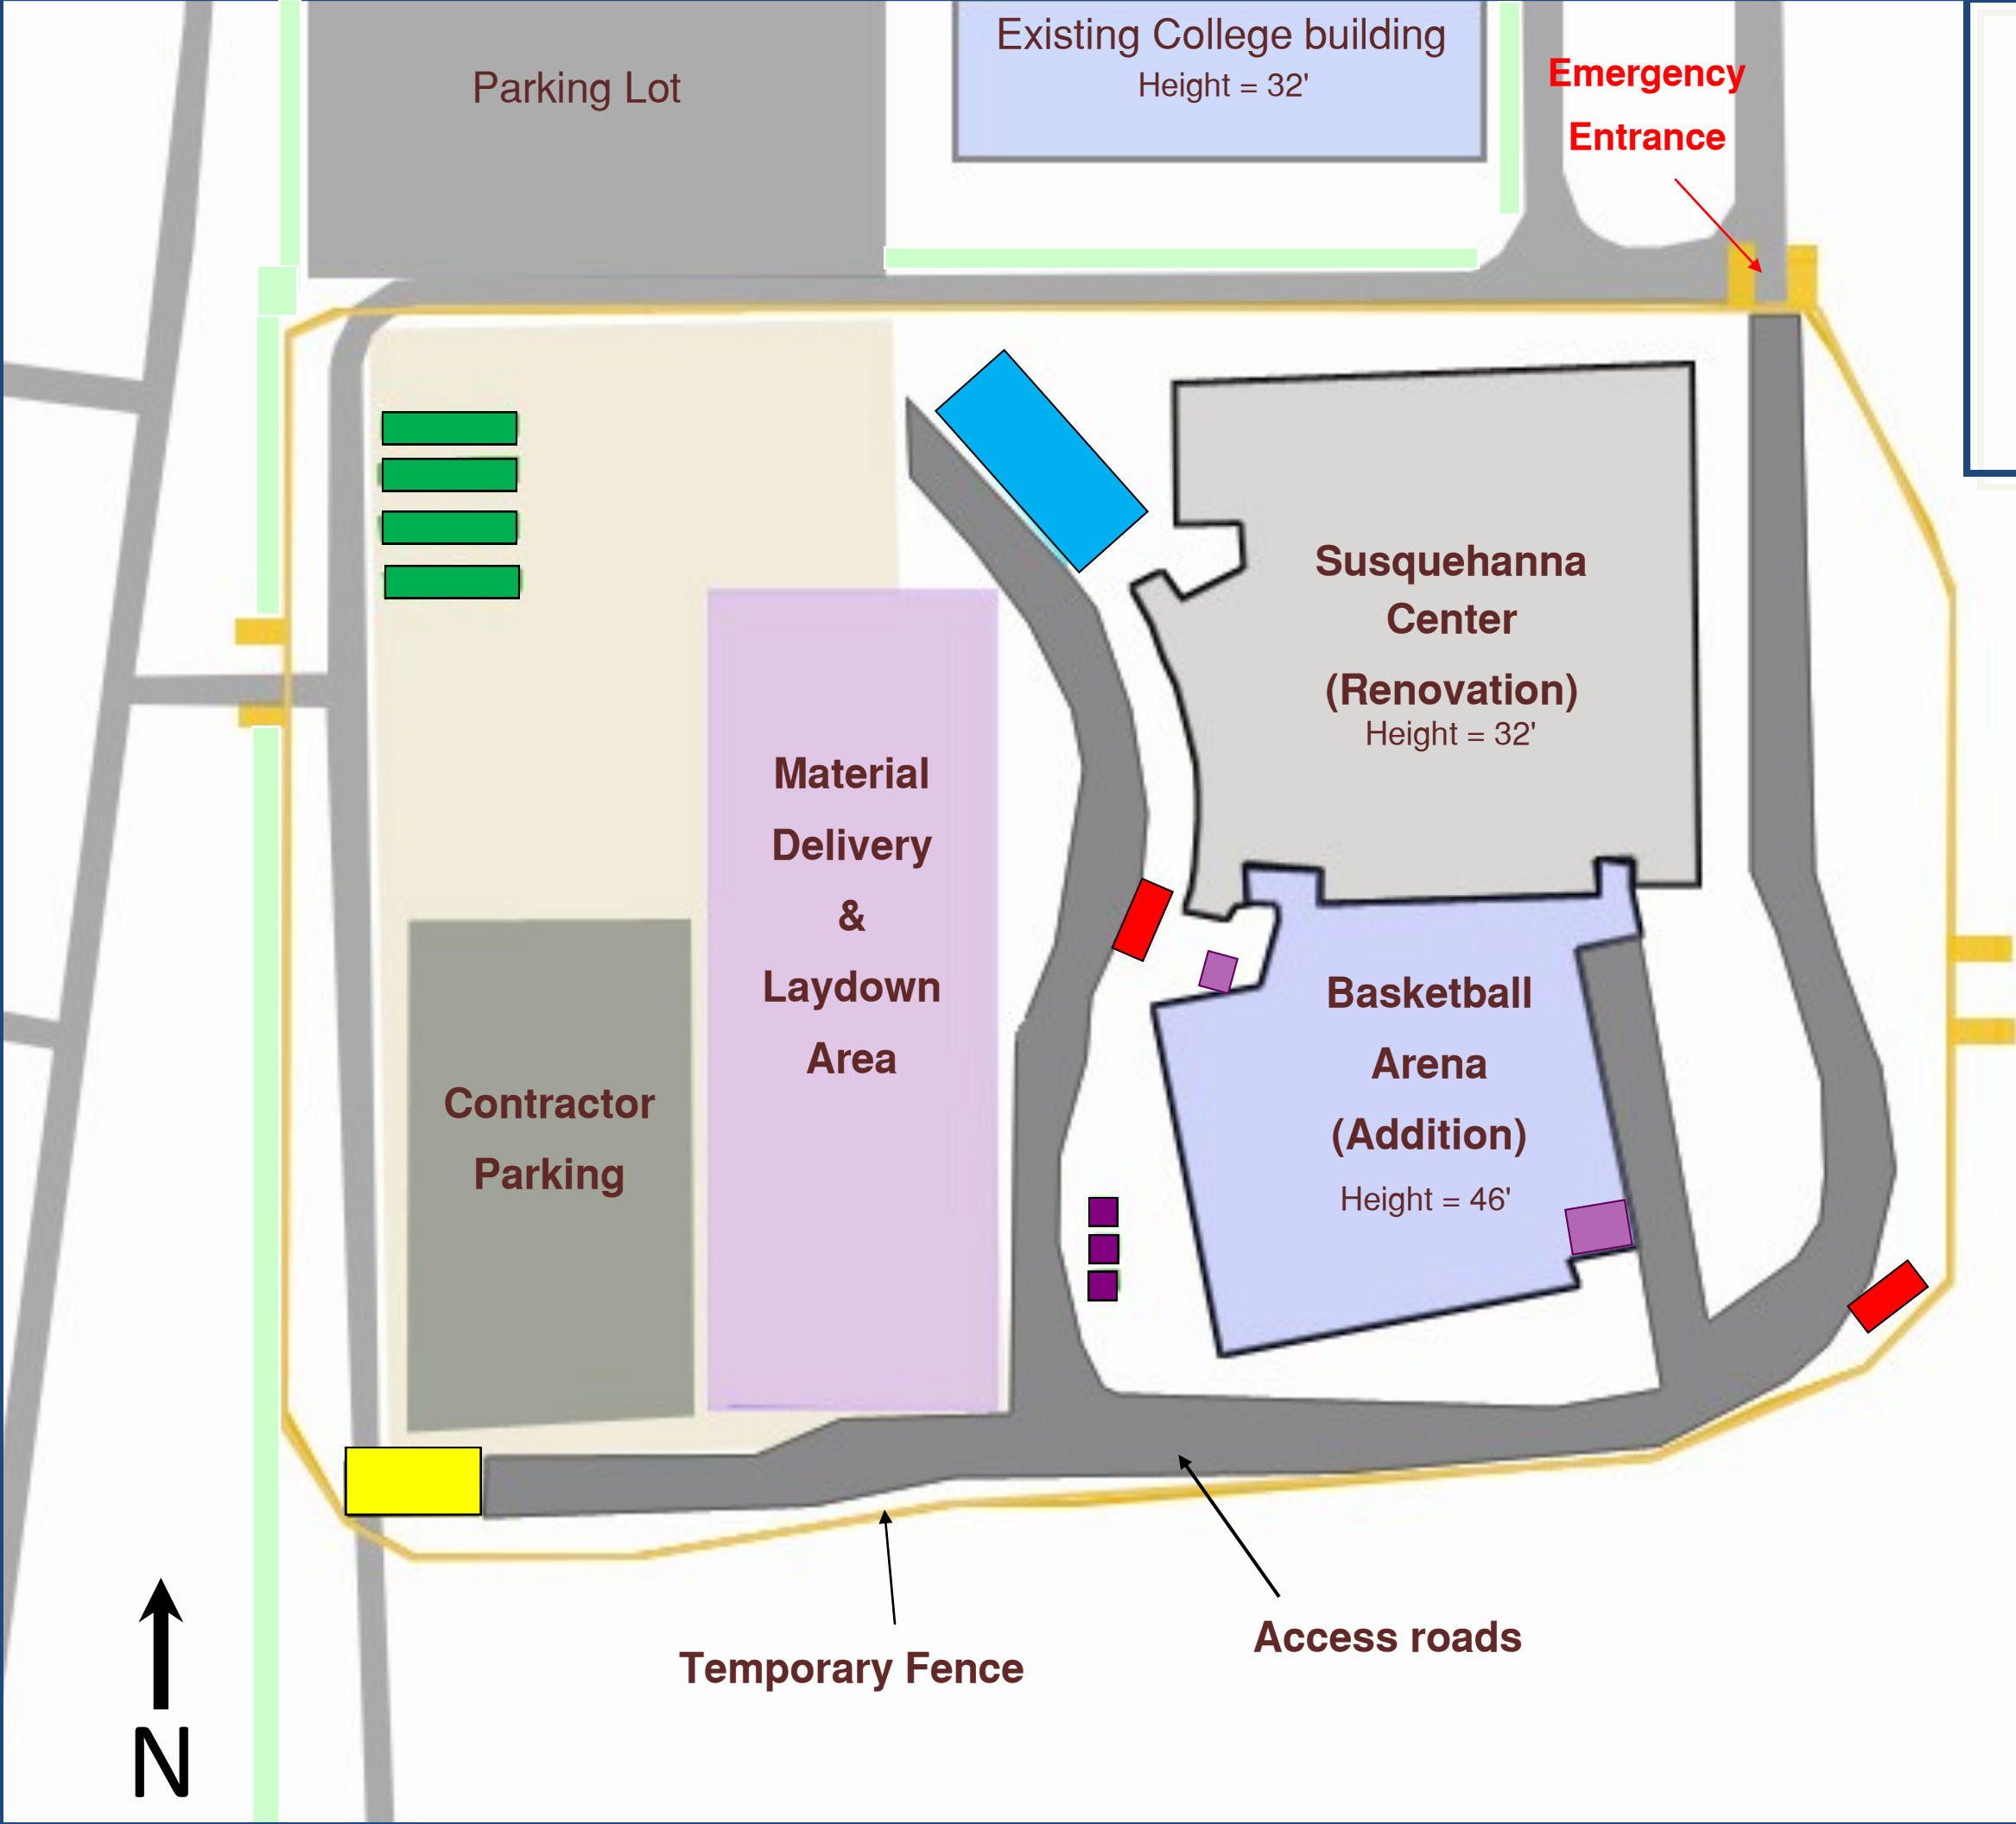 Parking Lot
Existing College building
Height = 32'
Emergency
Entrance
Susquehanna
Center
(Renovation)
Height = 32'
Material
Delivery
&
Laydown
Area
Contractor
Parking
Basketball
Arena
(Addition)
Height = 46'
Access roads
Temporary Fence
N